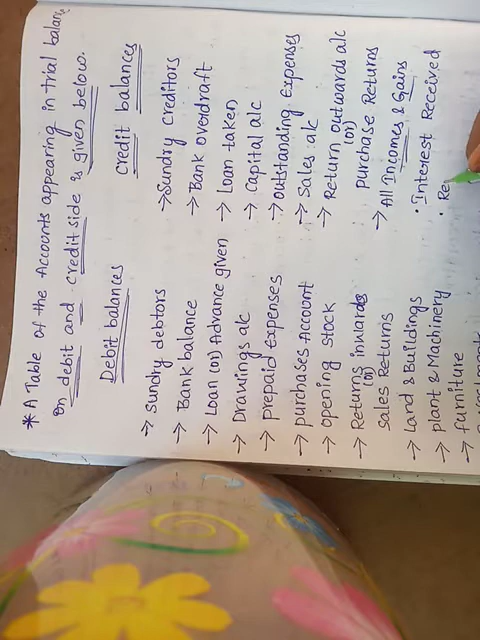 * A Table of the Accounts appearing in trial balance
on debit and credit side is given below.
Debit balances
→ Sundry debtors
→ Bank balance
→ Loan (or) Advance given
→ Drawings a/c
→ prepaid expenses
→ purchases Account
→ opening stock
→ Returns inwards
(or)
Sales Returns
→ Land & Buildings
→ plant & Machinery
→ furniture
credit balances
→ Sundry creditors
→ Bank overdraft
→ Loan taken
→ Capital a/c
→ outstanding Expenses
→ Sales a/c
→ Return outwards a/c
(or)
purchase Returns
→ All Incomes & Gains
• Interest Received
• Re